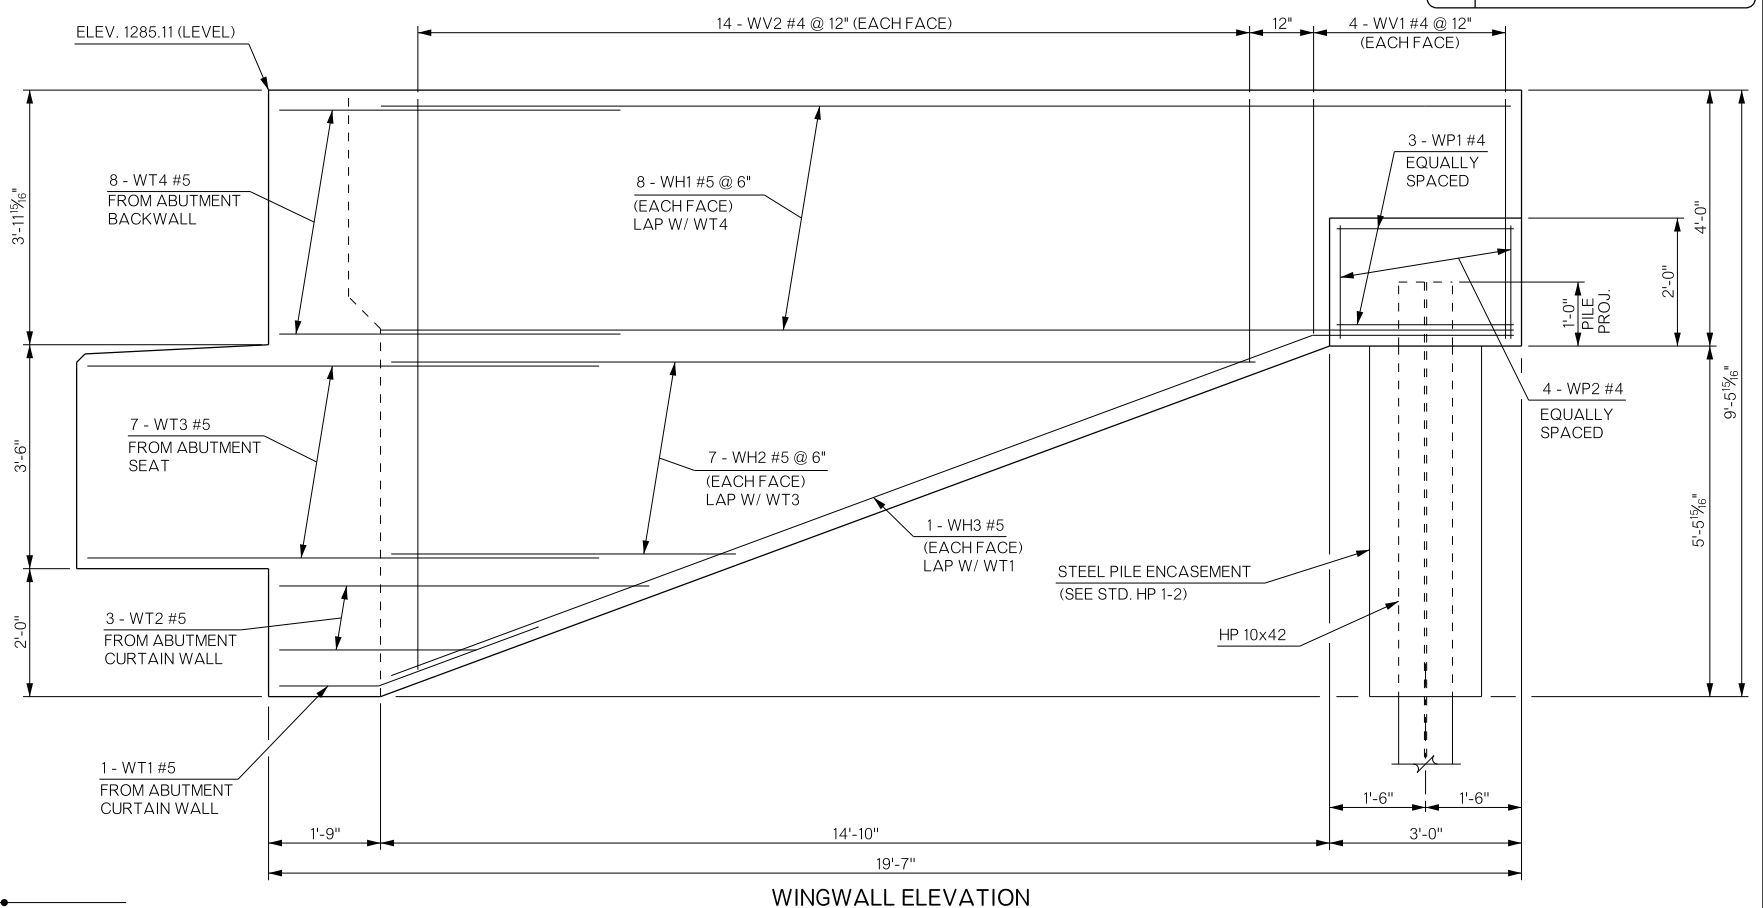 14 - WV2 #4 @ 12" (EACH FACE)
12"
4 - WV1 #4 @ 12"
(EACH FACE)
ELEV. 1285.11 (LEVEL)
3'-11 15/16"
8 - WT4 #5
FROM ABUTMENT
BACKWALL
8 - WH1 #5 @ 6"
(EACH FACE)
LAP W/ WT4
3 - WP1 #4
EQUALLY
SPACED
4'-0"
2'-0"
1'-0"
PILE
PROJ.
9'-5 15/16"
4 - WP2 #4
EQUALLY
SPACED
3'-6"
7 - WT3 #5
FROM ABUTMENT
SEAT
7 - WH2 #5 @ 6"
(EACH FACE)
LAP W/ WT3
5'-5 15/16"
1 - WH3 #5
(EACH FACE)
LAP W/ WT1
STEEL PILE ENCASEMENT
(SEE STD. HP 1-2)
2'-0"
3 - WT2 #5
FROM ABUTMENT
CURTAIN WALL
HP 10x42
1 - WT1 #5
FROM ABUTMENT
CURTAIN WALL
1'-6"
1'-6"
1'-9"
14'-10"
3'-0"
19'-7"
WINGWALL ELEVATION